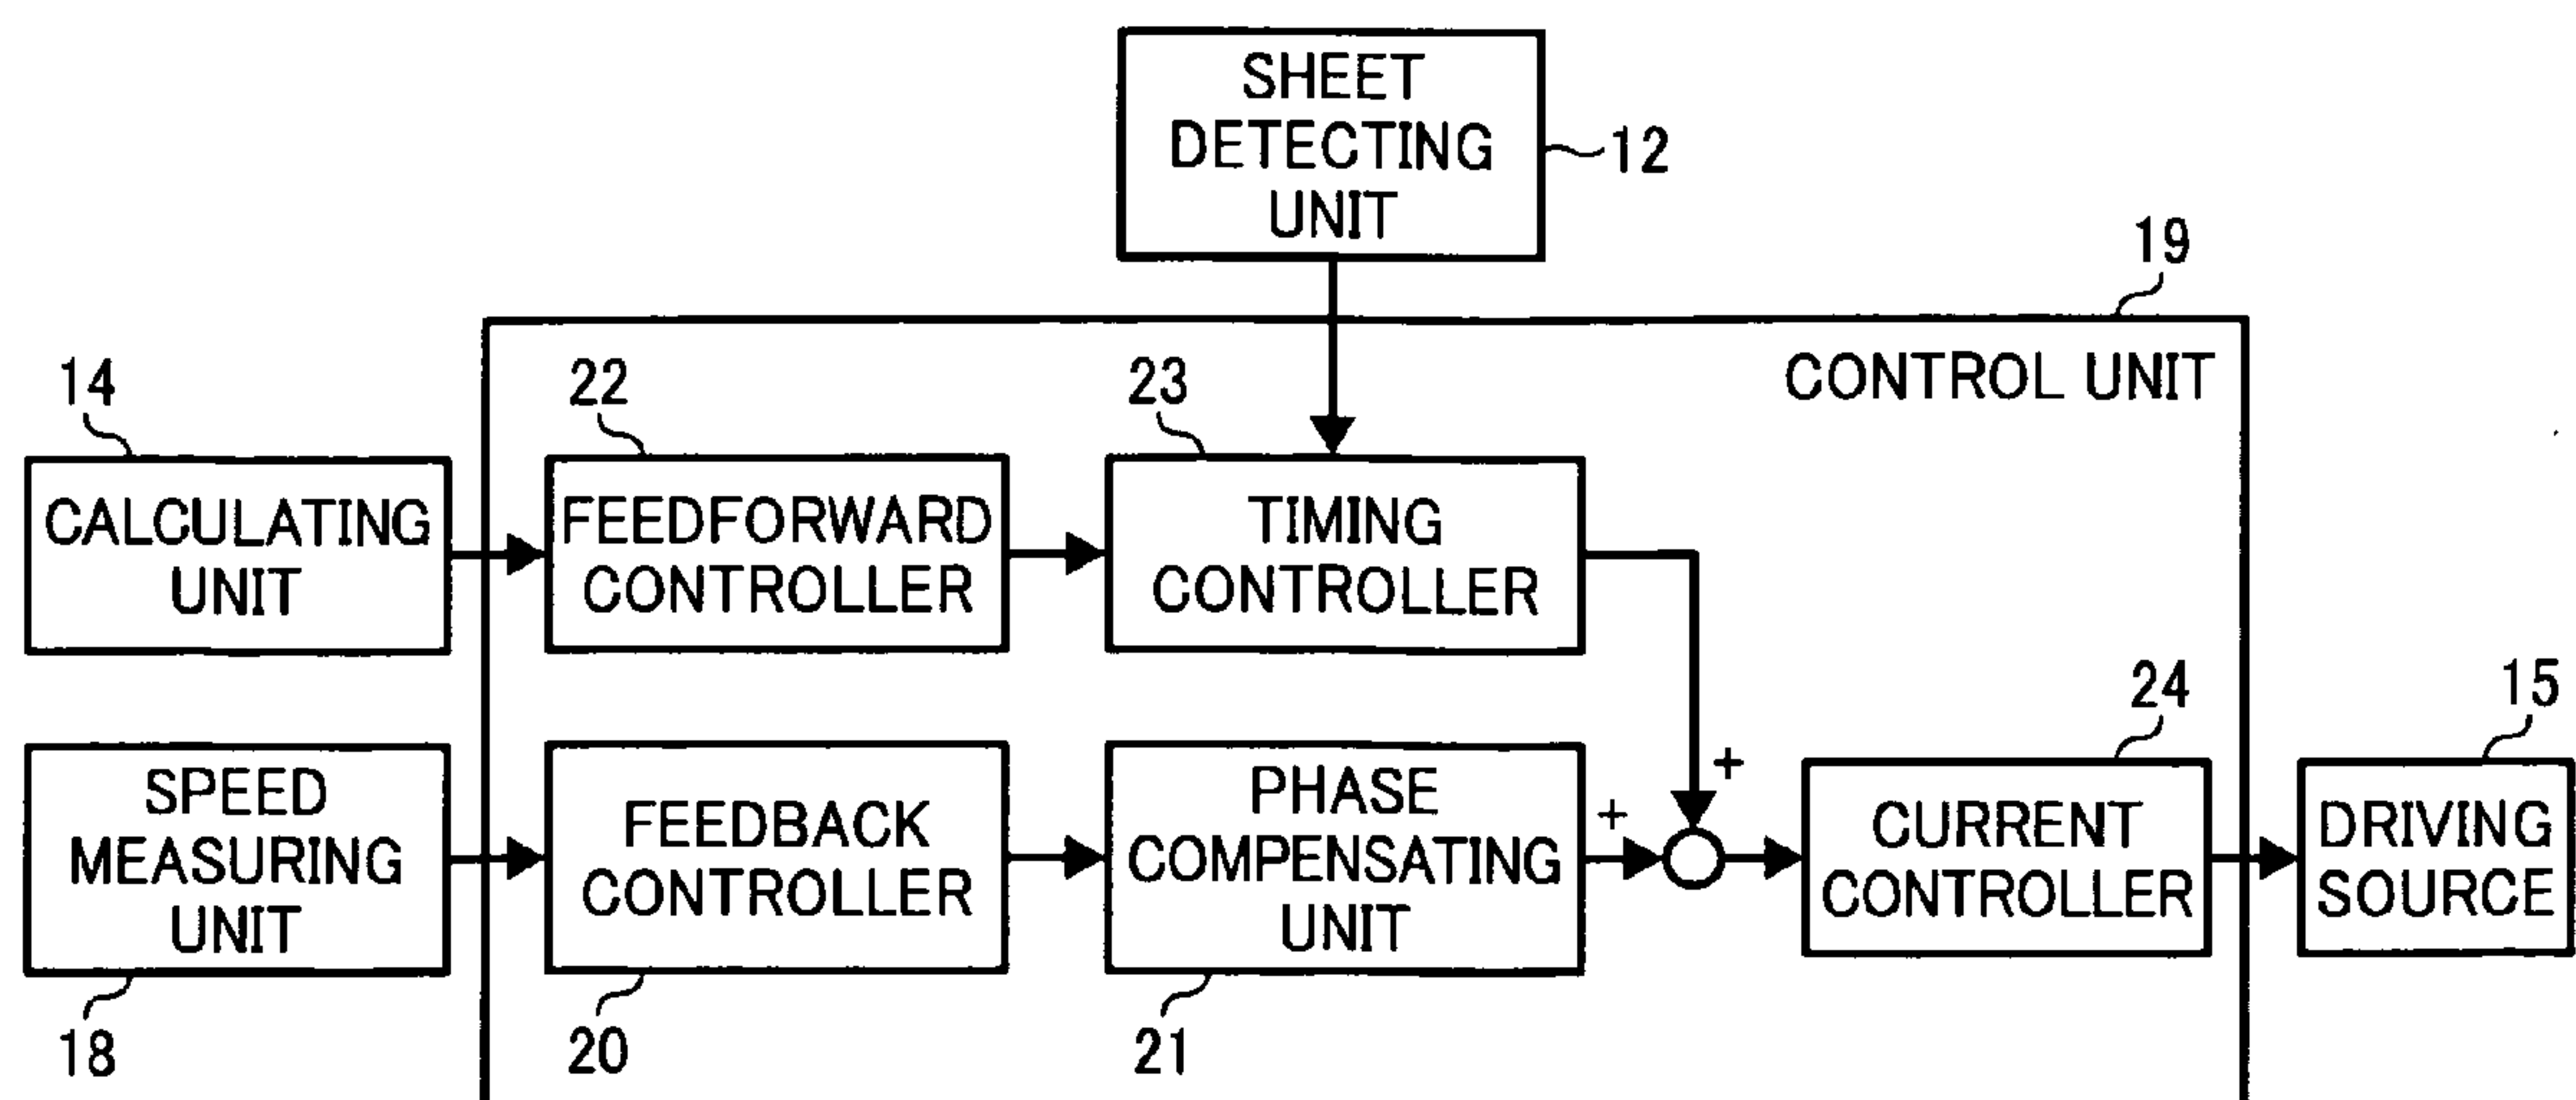 SHEET
DETECTING
UNIT
12
19
CONTROL UNIT
14
22
23
CALCULATING
UNIT
FEEDFORWARD
CONTROLLER
TIMING
CONTROLLER
24
15
SPEED
MEASURING
UNIT
FEEDBACK
CONTROLLER
PHASE
COMPENSATING
UNIT
+
+
CURRENT
CONTROLLER
DRIVING
SOURCE
18
20
21